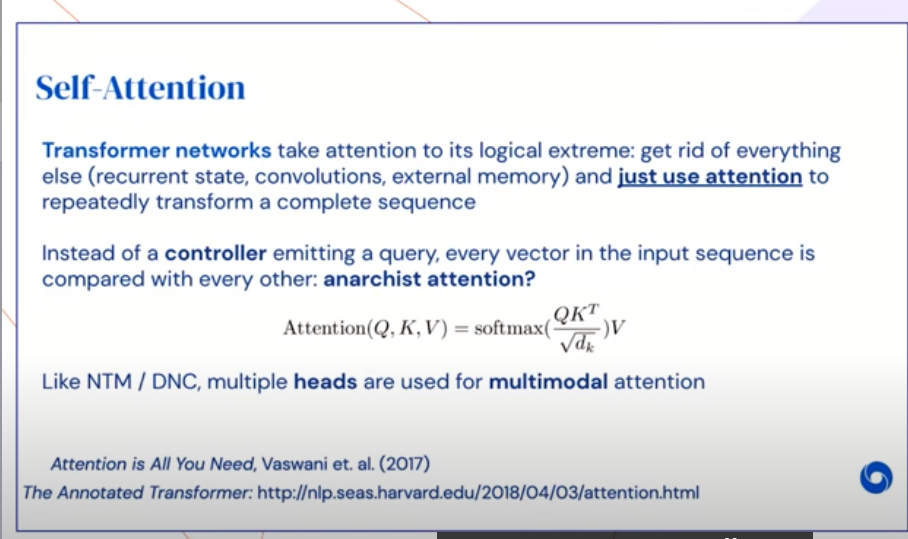 Self-Attention
Transformer networks take attention to its logical extreme: get rid of everything
else (recurrent state, convolutions, external memory) and just use attention to
repeatedly transform a complete sequence
Instead of a controller emitting a query, every vector in the input sequence is
compared with every other: anarchist attention?
Attention(Q, K, V) = softmax(QK^T/√d_k)V
Like NTM / DNC, multiple heads are used for multimodal attention
Attention is All You Need, Vaswani et. al. (2017)
The Annotated Transformer: http://nlp.seas.harvard.edu/2018/04/03/attention.html